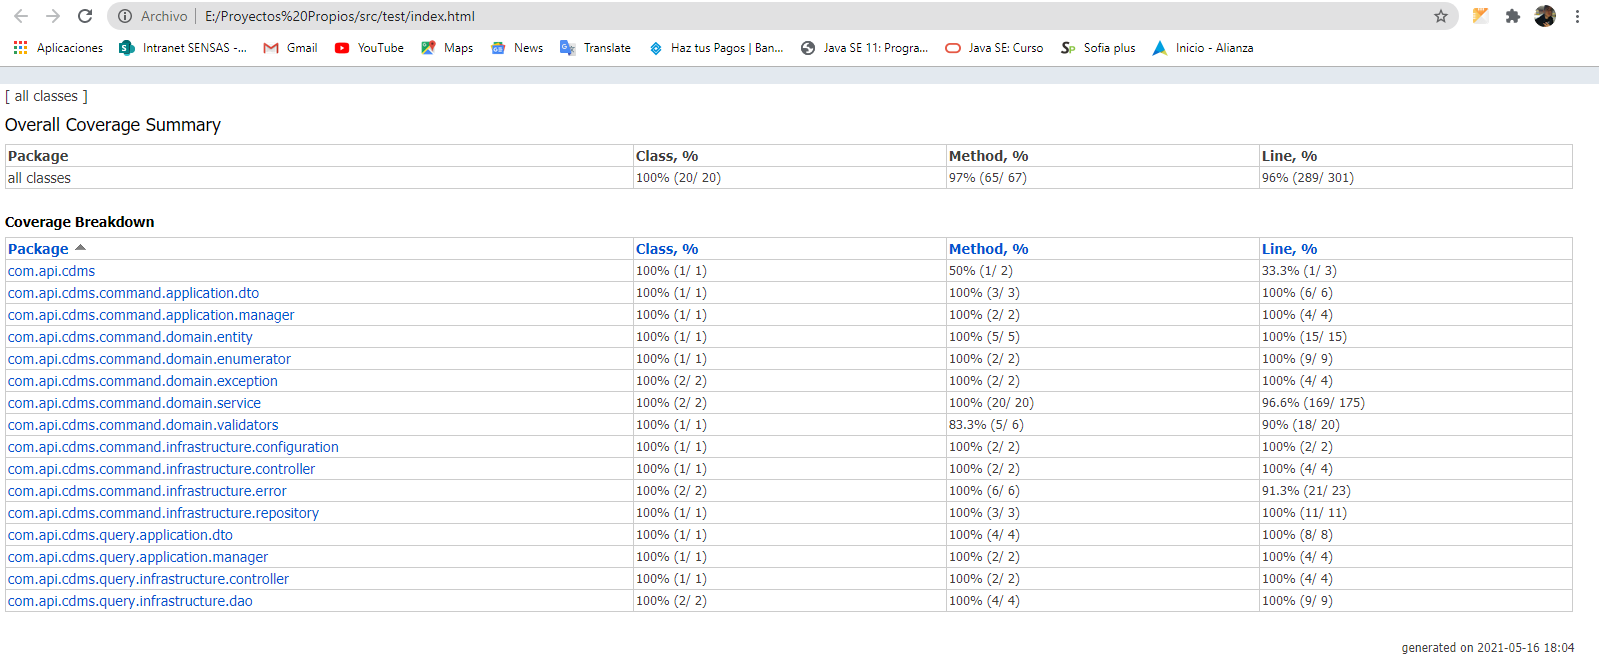 Archivo | E:/Proyectos%20Propios/src/test/index.html
Aplicaciones Intranet SENSAS -... Gmail YouTube Maps News Translate Haz tus Pagos | Ban... Java SE 11: Progra... Java SE: Curso Sofia plus Inicio - Alianza
[ all classes ]
Overall Coverage Summary
Package Class, % Method, % Line, %
all classes 100% (20/ 20) 97% (65/ 67) 96% (289/ 301)
Coverage Breakdown
Package Class, % Method, % Line, %
com.api.cdms 100% (1/ 1) 50% (1/ 2) 33.3% (1/ 3)
com.api.cdms.command.application.dto 100% (1/ 1) 100% (3/ 3) 100% (6/ 6)
com.api.cdms.command.application.manager 100% (1/ 1) 100% (2/ 2) 100% (4/ 4)
com.api.cdms.command.domain.entity 100% (1/ 1) 100% (5/ 5) 100% (15/ 15)
com.api.cdms.command.domain.enumerator 100% (1/ 1) 100% (2/ 2) 100% (9/ 9)
com.api.cdms.command.domain.exception 100% (2/ 2) 100% (2/ 2) 100% (4/ 4)
com.api.cdms.command.domain.service 100% (2/ 2) 100% (20/ 20) 96.6% (169/ 175)
com.api.cdms.command.domain.validators 100% (1/ 1) 83.3% (5/ 6) 90% (18/ 20)
com.api.cdms.command.infrastructure.configuration 100% (1/ 1) 100% (2/ 2) 100% (2/ 2)
com.api.cdms.command.infrastructure.controller 100% (1/ 1) 100% (2/ 2) 100% (4/ 4)
com.api.cdms.command.infrastructure.error 100% (2/ 2) 100% (6/ 6) 91.3% (21/ 23)
com.api.cdms.command.infrastructure.repository 100% (1/ 1) 100% (3/ 3) 100% (11/ 11)
com.api.cdms.query.application.dto 100% (1/ 1) 100% (4/ 4) 100% (8/ 8)
com.api.cdms.query.application.manager 100% (1/ 1) 100% (2/ 2) 100% (4/ 4)
com.api.cdms.query.infrastructure.controller 100% (1/ 1) 100% (2/ 2) 100% (4/ 4)
com.api.cdms.query.infrastructure.dao 100% (2/ 2) 100% (4/ 4) 100% (9/ 9)
generated on 2021-05-16 18:04